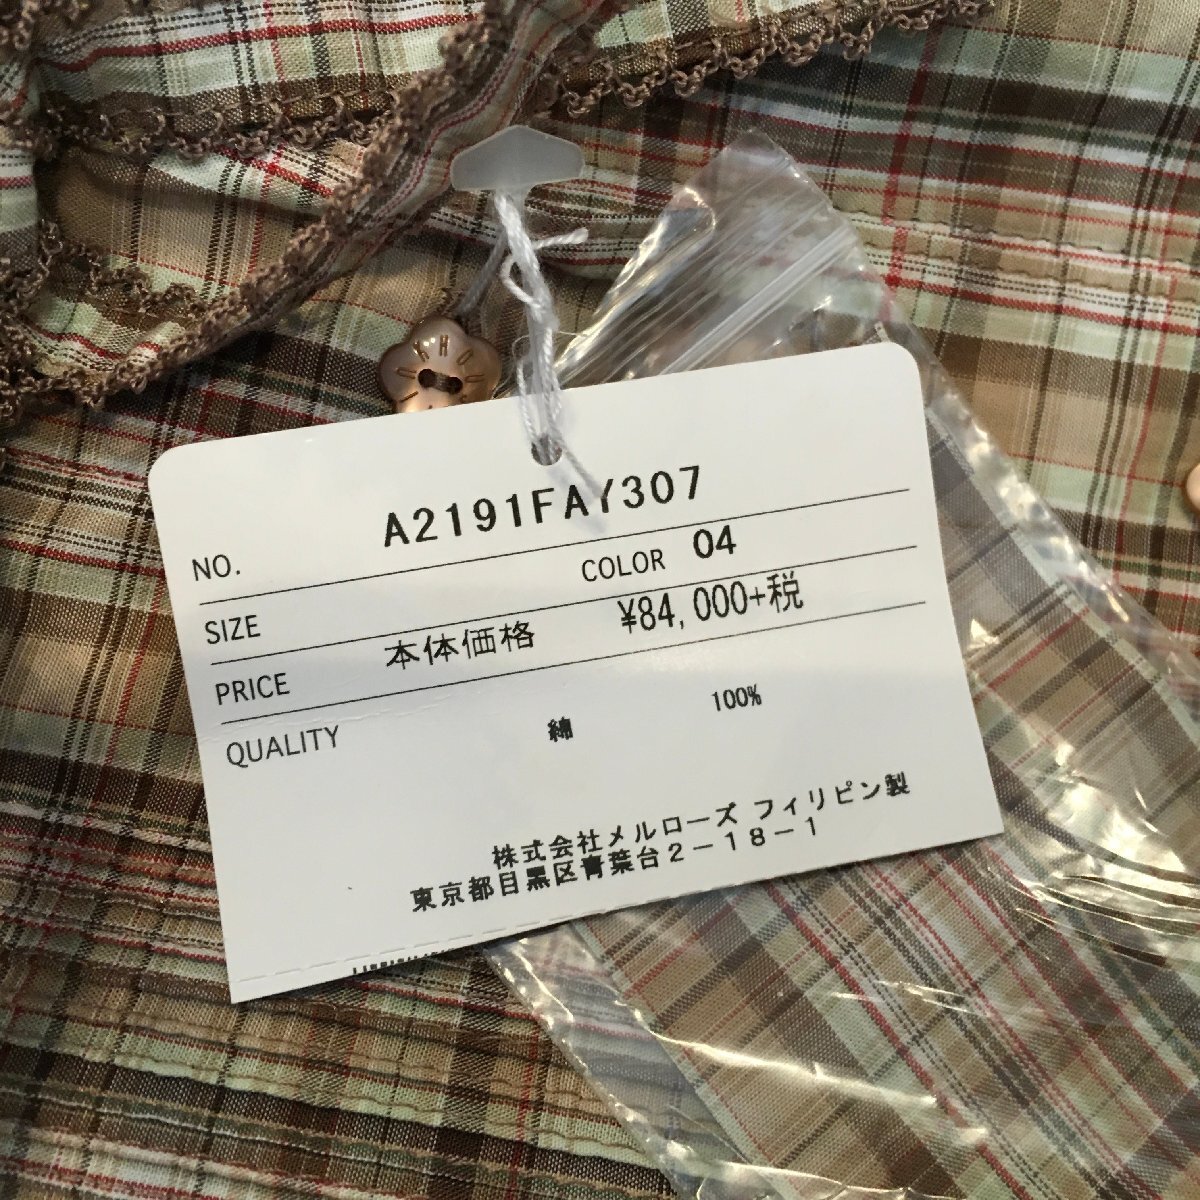 NO. A2191FAY307
SIZE COLOR 04
PRICE 本体価格 ¥84,000+税
QUALITY 綿 100%
株式会社メルローズ フィリピン製
東京都目黒区青葉台2-18-1